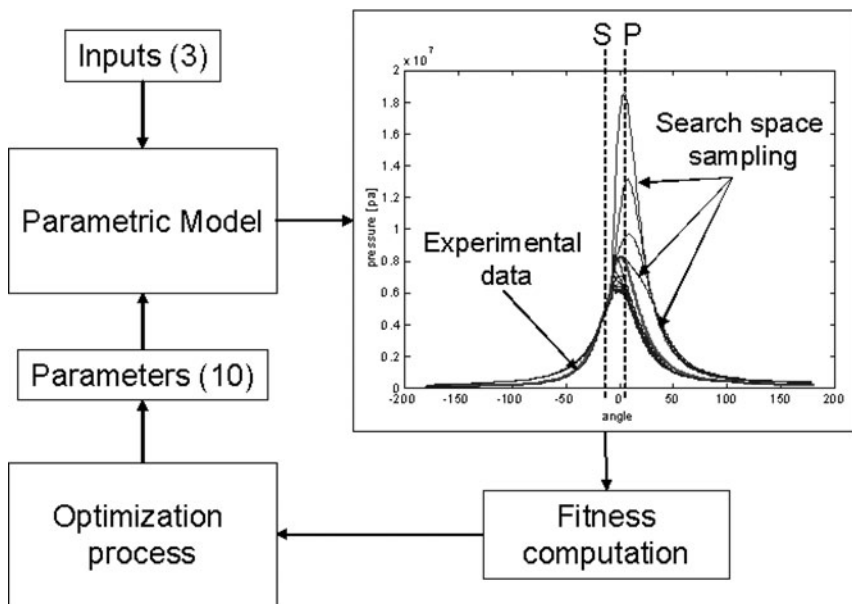 Inputs (3)
Parametric Model
Parameters (10)
Optimization
process
Fitness
computation
S P
x 10⁷
2
1.8
1.6
1.4
1.2
1
0.8
0.6
0.4
0.2
0
pressure [pa]
-200 -150 -100 -50 0 50 100 150 200
angle
Search space
sampling
Experimental
data